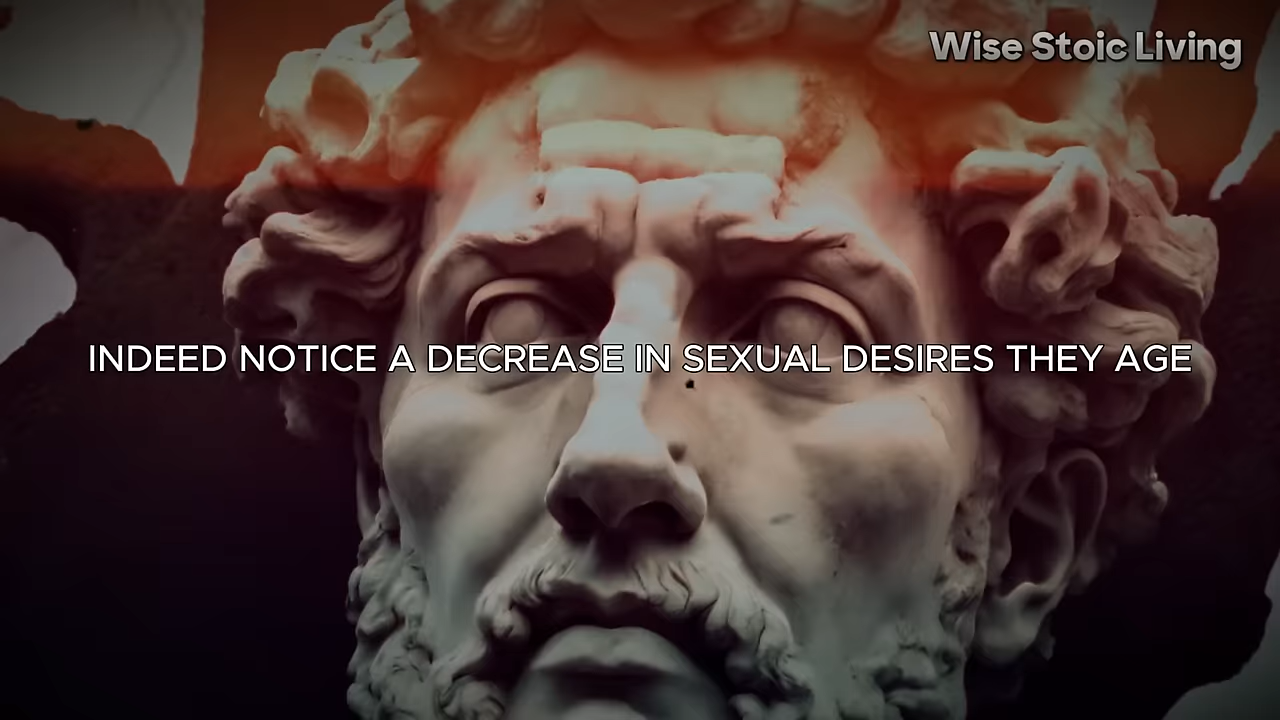 Wise Stoic Living
INDEED NOTICE A DECREASE IN SEXUAL DESIRES THEY AGE